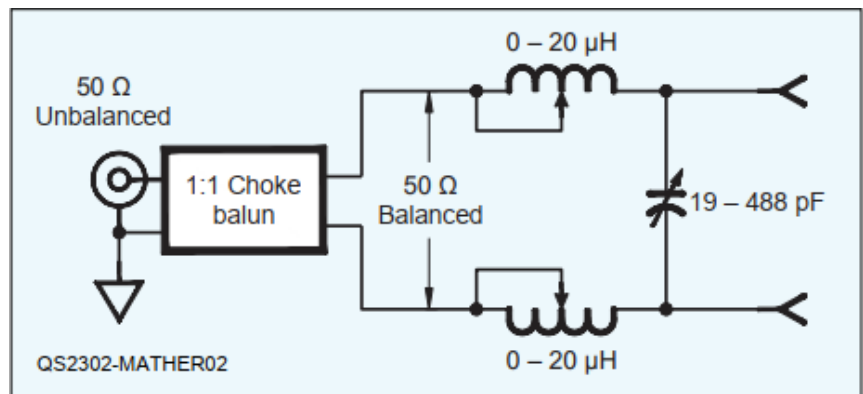 0 – 20 µH
50 Ω
Unbalanced
1:1 Choke
balun
50 Ω
Balanced
19 – 488 pF
0 – 20 µH
QS2302-MATHER02